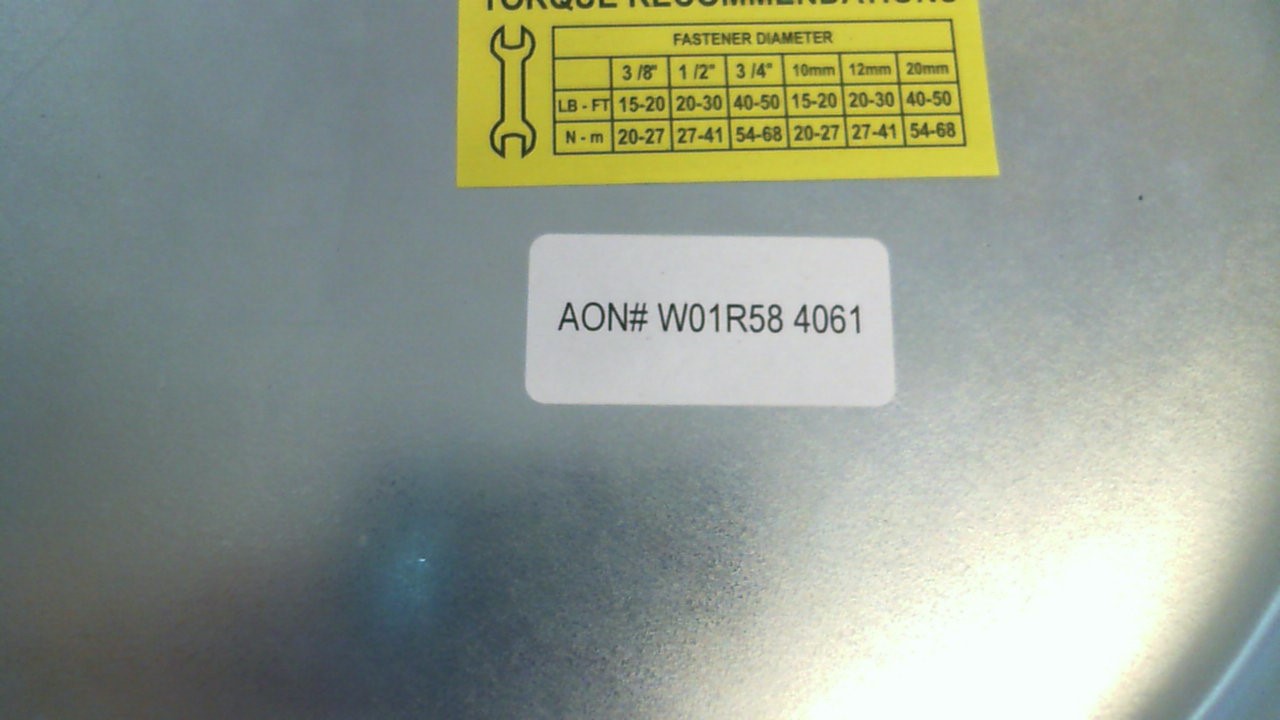 TORQUE RECOMMENDATIONS
FASTENER DIAMETER
3 /8" 1 /2" 3 /4" 10mm 12mm 20mm
LB - FT 15-20 20-30 40-50 15-20 20-30 40-50
N - m 20-27 27-41 54-68 20-27 27-41 54-68
AON# W01R58 4061